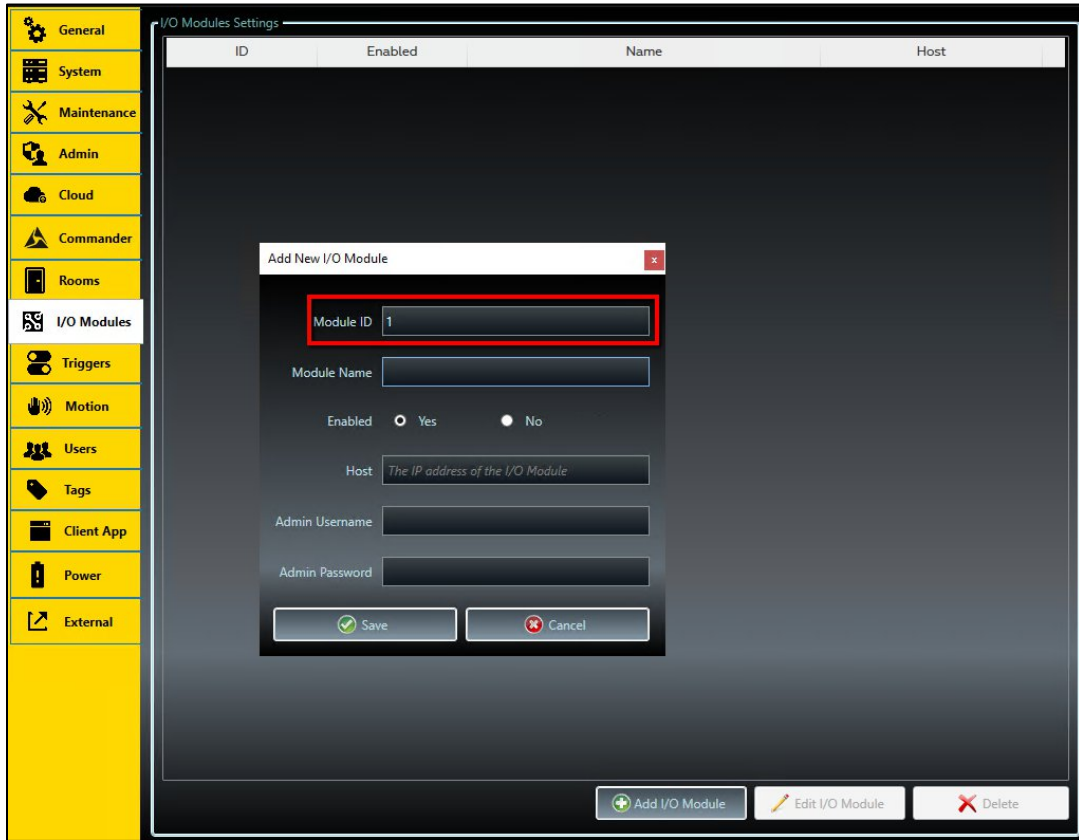 General
System
Maintenance
Admin
Cloud
Commander
Rooms
I/O Modules
Triggers
Motion
Users
Tags
Client App
Power
External
I/O Modules Settings
ID Enabled Name Host
Add New I/O Module
x
Module ID 1
Module Name
Enabled Yes No
Host The IP address of the I/O Module
Admin Username
Admin Password
Save Cancel
Add I/O Module Edit I/O Module Delete